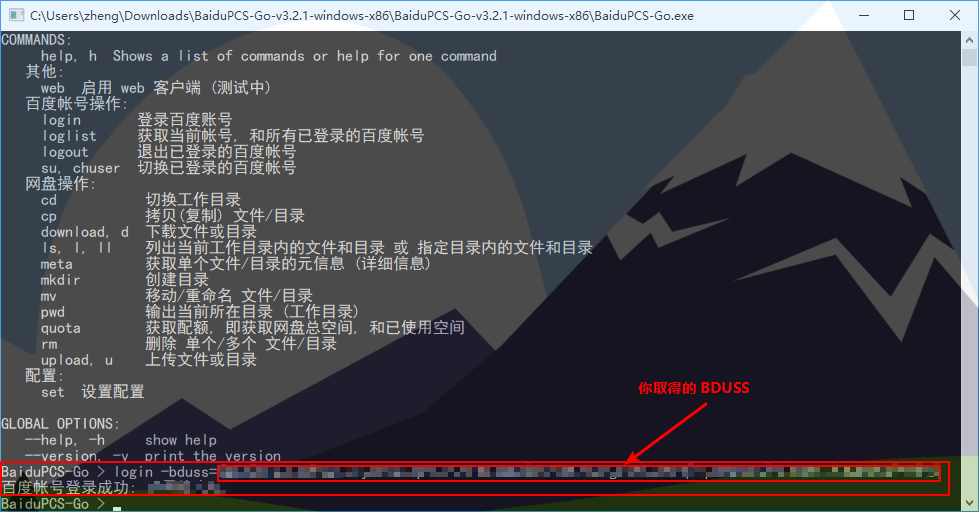 C:\Users\zheng\Downloads\BaiduPCS-Go-v3.2.1-windows-x86\BaiduPCS-Go-v3.2.1-windows-x86\BaiduPCS-Go.exe
COMMANDS:
help, h Shows a list of commands or help for one command
其他:
web 启用 web 客户端 (测试中)
百度帐号操作:
login 登录百度账号
loglist 获取当前帐号, 和所有已登录的百度帐号
logout 退出已登录的百度帐号
su, chuser 切换已登录的百度帐号
网盘操作:
cd 切换工作目录
cp 拷贝(复制) 文件/目录
download, d 下载文件或目录
ls, l, ll 列出当前工作目录内的文件和目录 或 指定目录内的文件和目录
meta 获取单个文件/目录的元信息 (详细信息)
mkdir 创建目录
mv 移动/重命名 文件/目录
pwd 输出当前所在目录 (工作目录)
quota 获取配额, 即获取网盘总空间, 和已使用空间
rm 删除 单个/多个 文件/目录
upload, u 上传文件或目录
配置:
set 设置配置
你取得的 BDUSS
GLOBAL OPTIONS:
--help, -h show help
--version, -v print the version
BaiduPCS-Go > login -bduss=
百度帐号登录成功:
BaiduPCS-Go >